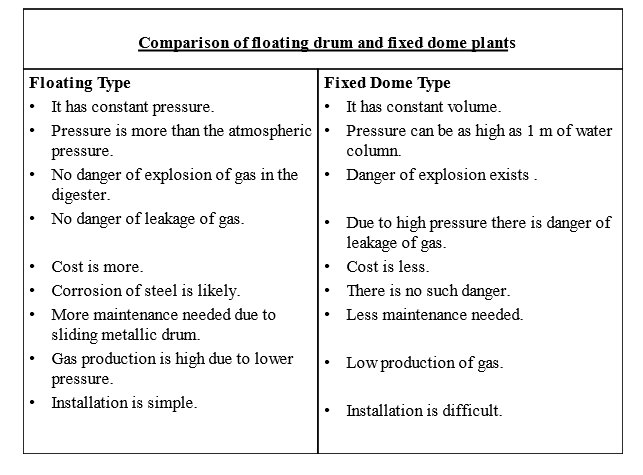 Comparison of floating drum and fixed dome plants
Floating Type
• It has constant pressure.
• Pressure is more than the atmospheric
pressure.
• No danger of explosion of gas in the
digester.
• No danger of leakage of gas.
• Cost is more.
• Corrosion of steel is likely.
• More maintenance needed due to
sliding metallic drum.
• Gas production is high due to lower
pressure.
• Installation is simple.
Fixed Dome Type
• It has constant volume.
• Pressure can be as high as 1 m of water
column.
• Danger of explosion exists .
• Due to high pressure there is danger of
leakage of gas.
• Cost is less.
• There is no such danger.
• Less maintenance needed.
• Low production of gas.
• Installation is difficult.